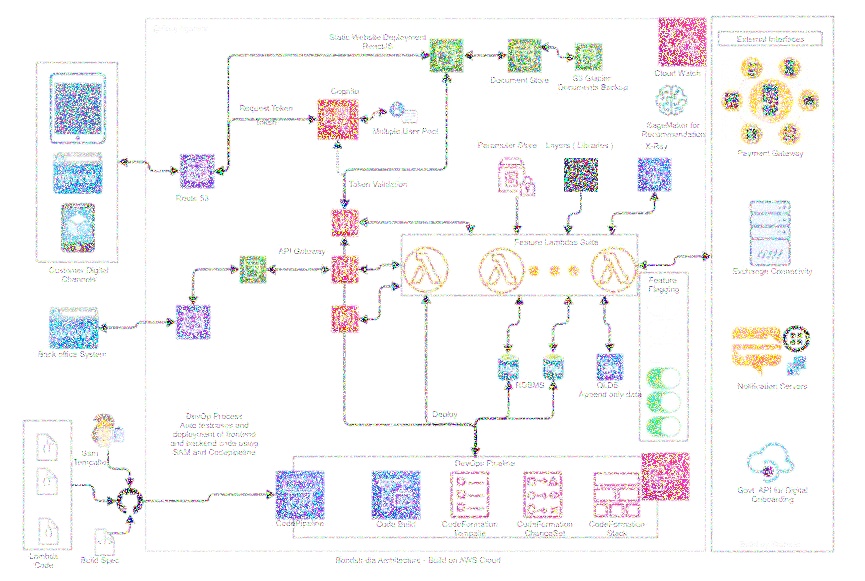 Static Website Deployment
ReactJS
Document Store
S3 Glacier
Documents Backup
Cloud Watch
External Interfaces
Cognito
Request Token
Token
Multiple User Pool
SageMaker for
Recommendation
Payment Gateway
Parameter Store
Layers ( Libraries )
X-Ray
Route 53
Token Validation
Customer Digital
Channels
API Gateway
Feature Lambdas Suite
Exchange Connectivity
Feature
Flagging
Back office System
RDBMS
QLDB
Append only data
Notification Servers
DevOp Process
Auto testcases and
deployment of frontend
and backend code using
SAM and Codepipeline
Deploy
Sam
Template
DevOp Pipeline
CodePipeline
Code Build
CodeFormation
Template
CodeFormation
ChangeSet
CodeFormation
Stack
Govt. API for Digital
Onboarding
Lambda
Code
Build Spec
Architecture - Build on AWS Cloud